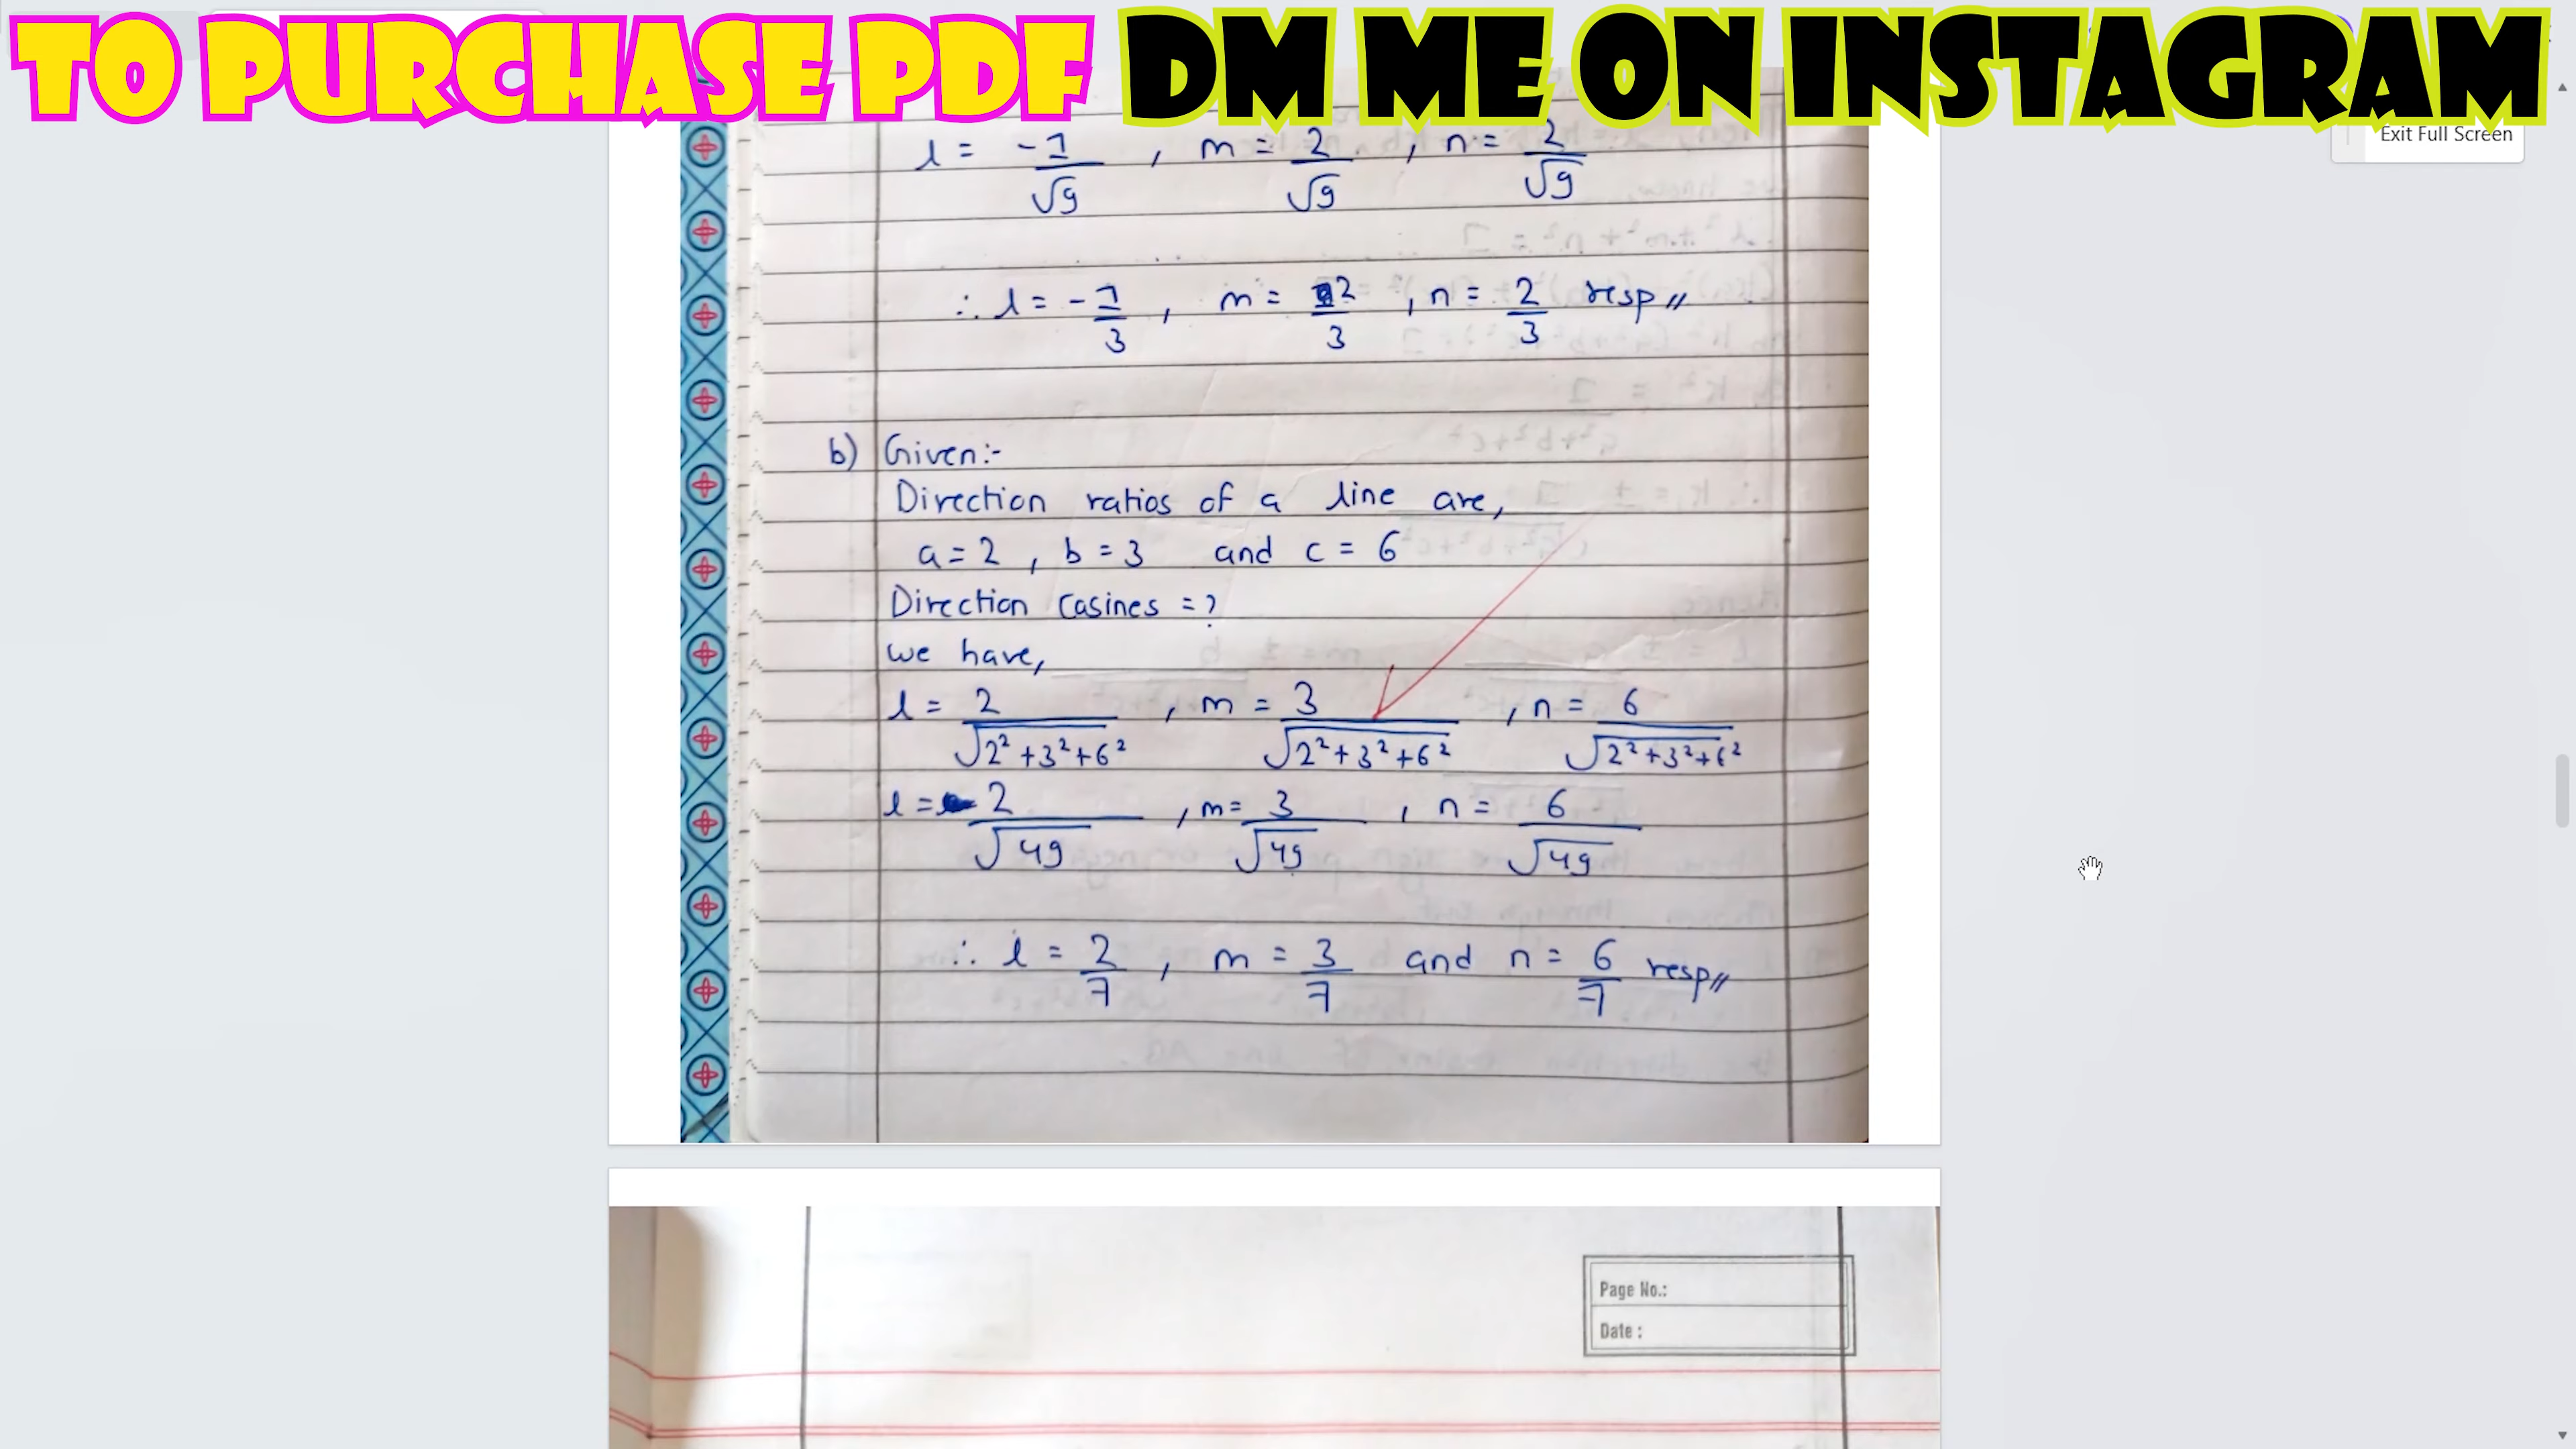 TO PURCHASE PDF DM ME ON INSTAGRAM
Exit Full Screen
l = -1/√9 , m = 2/√9 , n = 2/√9
∴ l = -1/3 , m = 2/3 , n = 2/3 resp//
b) Given:-
Direction ratios of a line are,
a = 2 , b = 3 and c = 6
Direction Casines = ?
we have,
l = 2/√(2²+3²+6²) , m = 3/√(2²+3²+6²) , n = 6/√(2²+3²+6²)
l = 2/√49 , m = 3/√49 , n = 6/√49
∴ l = 2/7 , m = 3/7 and n = 6/7 resp//
Page No.:
Date :